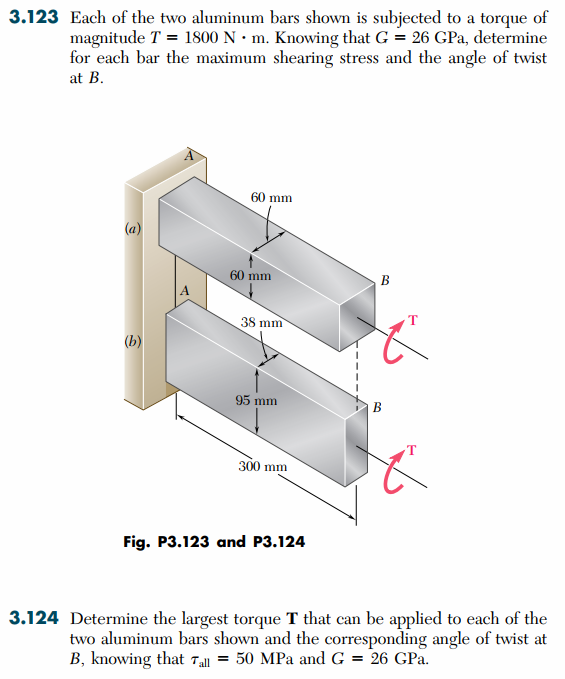 3.123 Each of the two aluminum bars shown is subjected to a torque of
magnitude T = 1800 N · m. Knowing that G = 26 GPa, determine
for each bar the maximum shearing stress and the angle of twist
at B.
A
60 mm
(a)
60 mm
B
A
T
38 mm
(b)
95 mm
B
T
300 mm
Fig. P3.123 and P3.124
3.124 Determine the largest torque T that can be applied to each of the
two aluminum bars shown and the corresponding angle of twist at
B, knowing that τall = 50 MPa and G = 26 GPa.